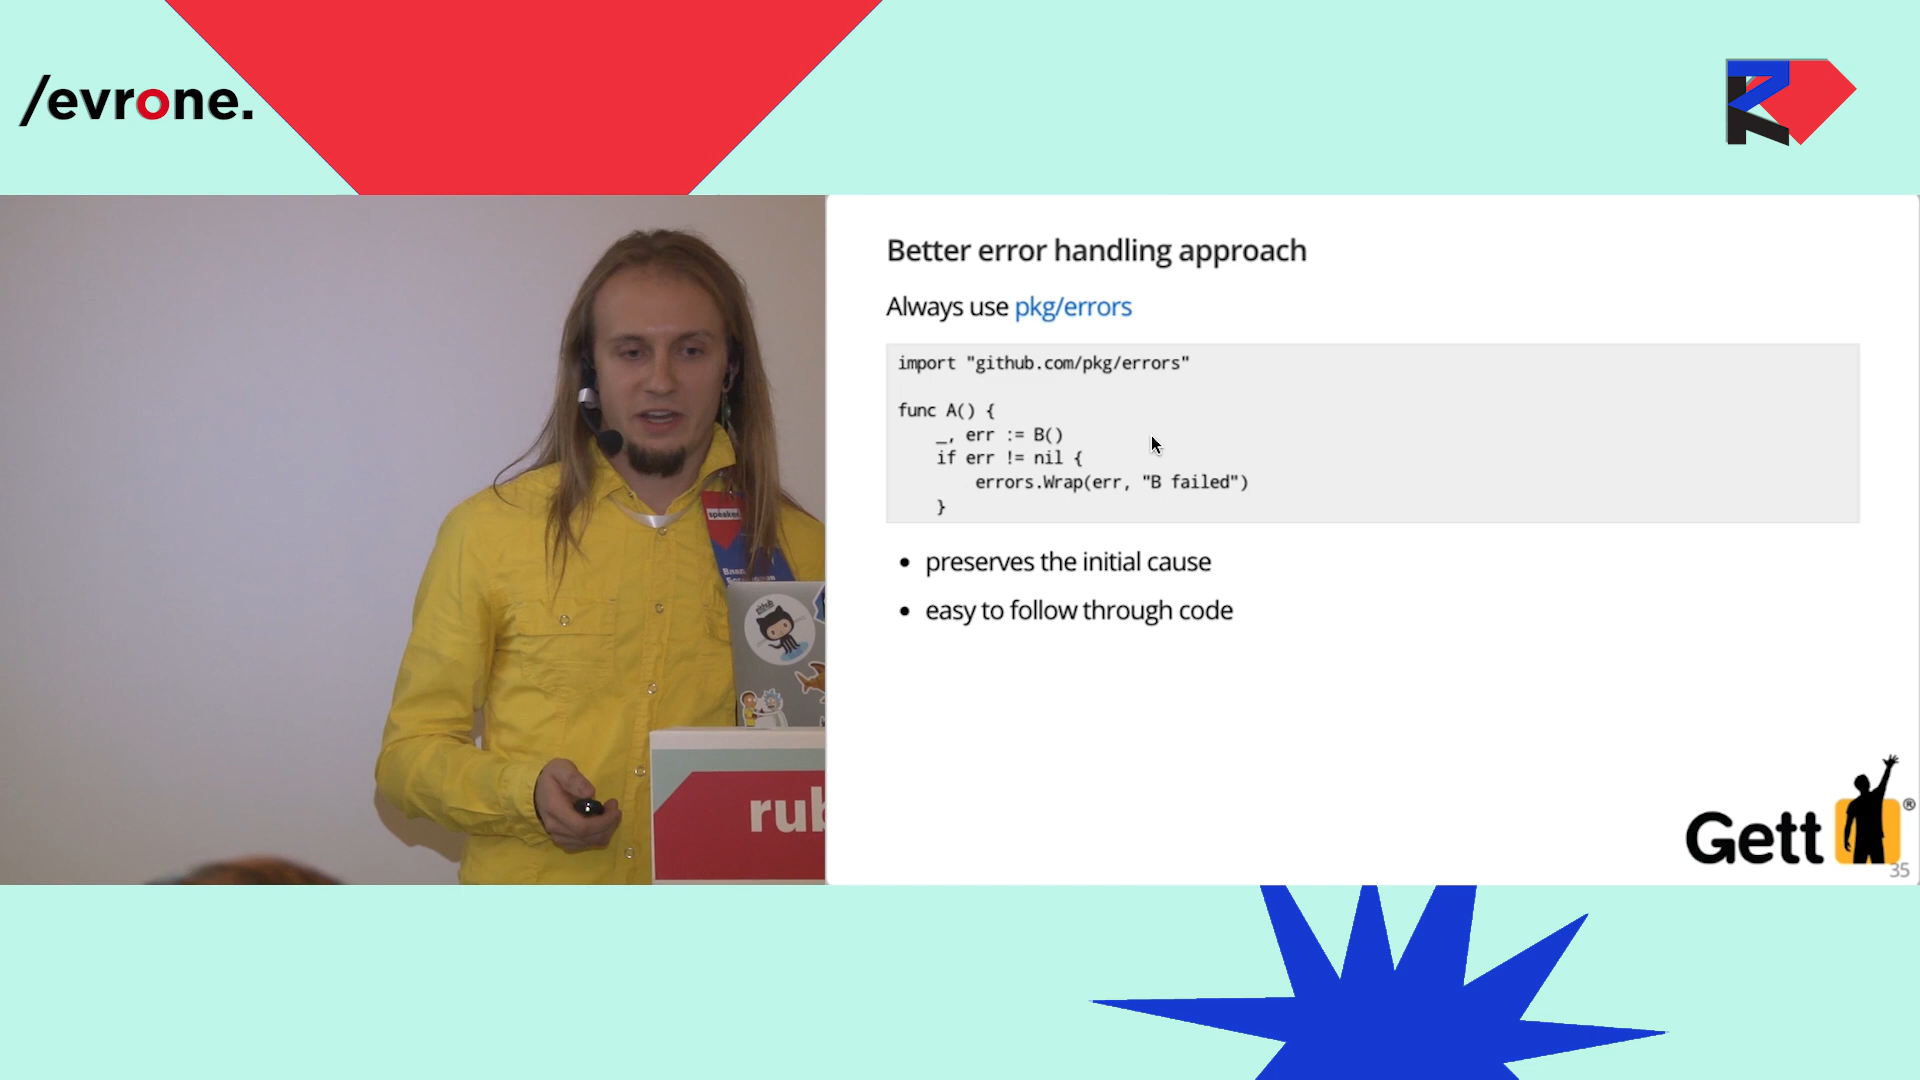 /evrone.
Better error handling approach
Always use pkg/errors
import "github.com/pkg/errors"
func A() {
_, err := B()
if err != nil {
errors.Wrap(err, "B failed")
}
• preserves the initial cause
• easy to follow through code
speaker
github
rub
Gett®
35